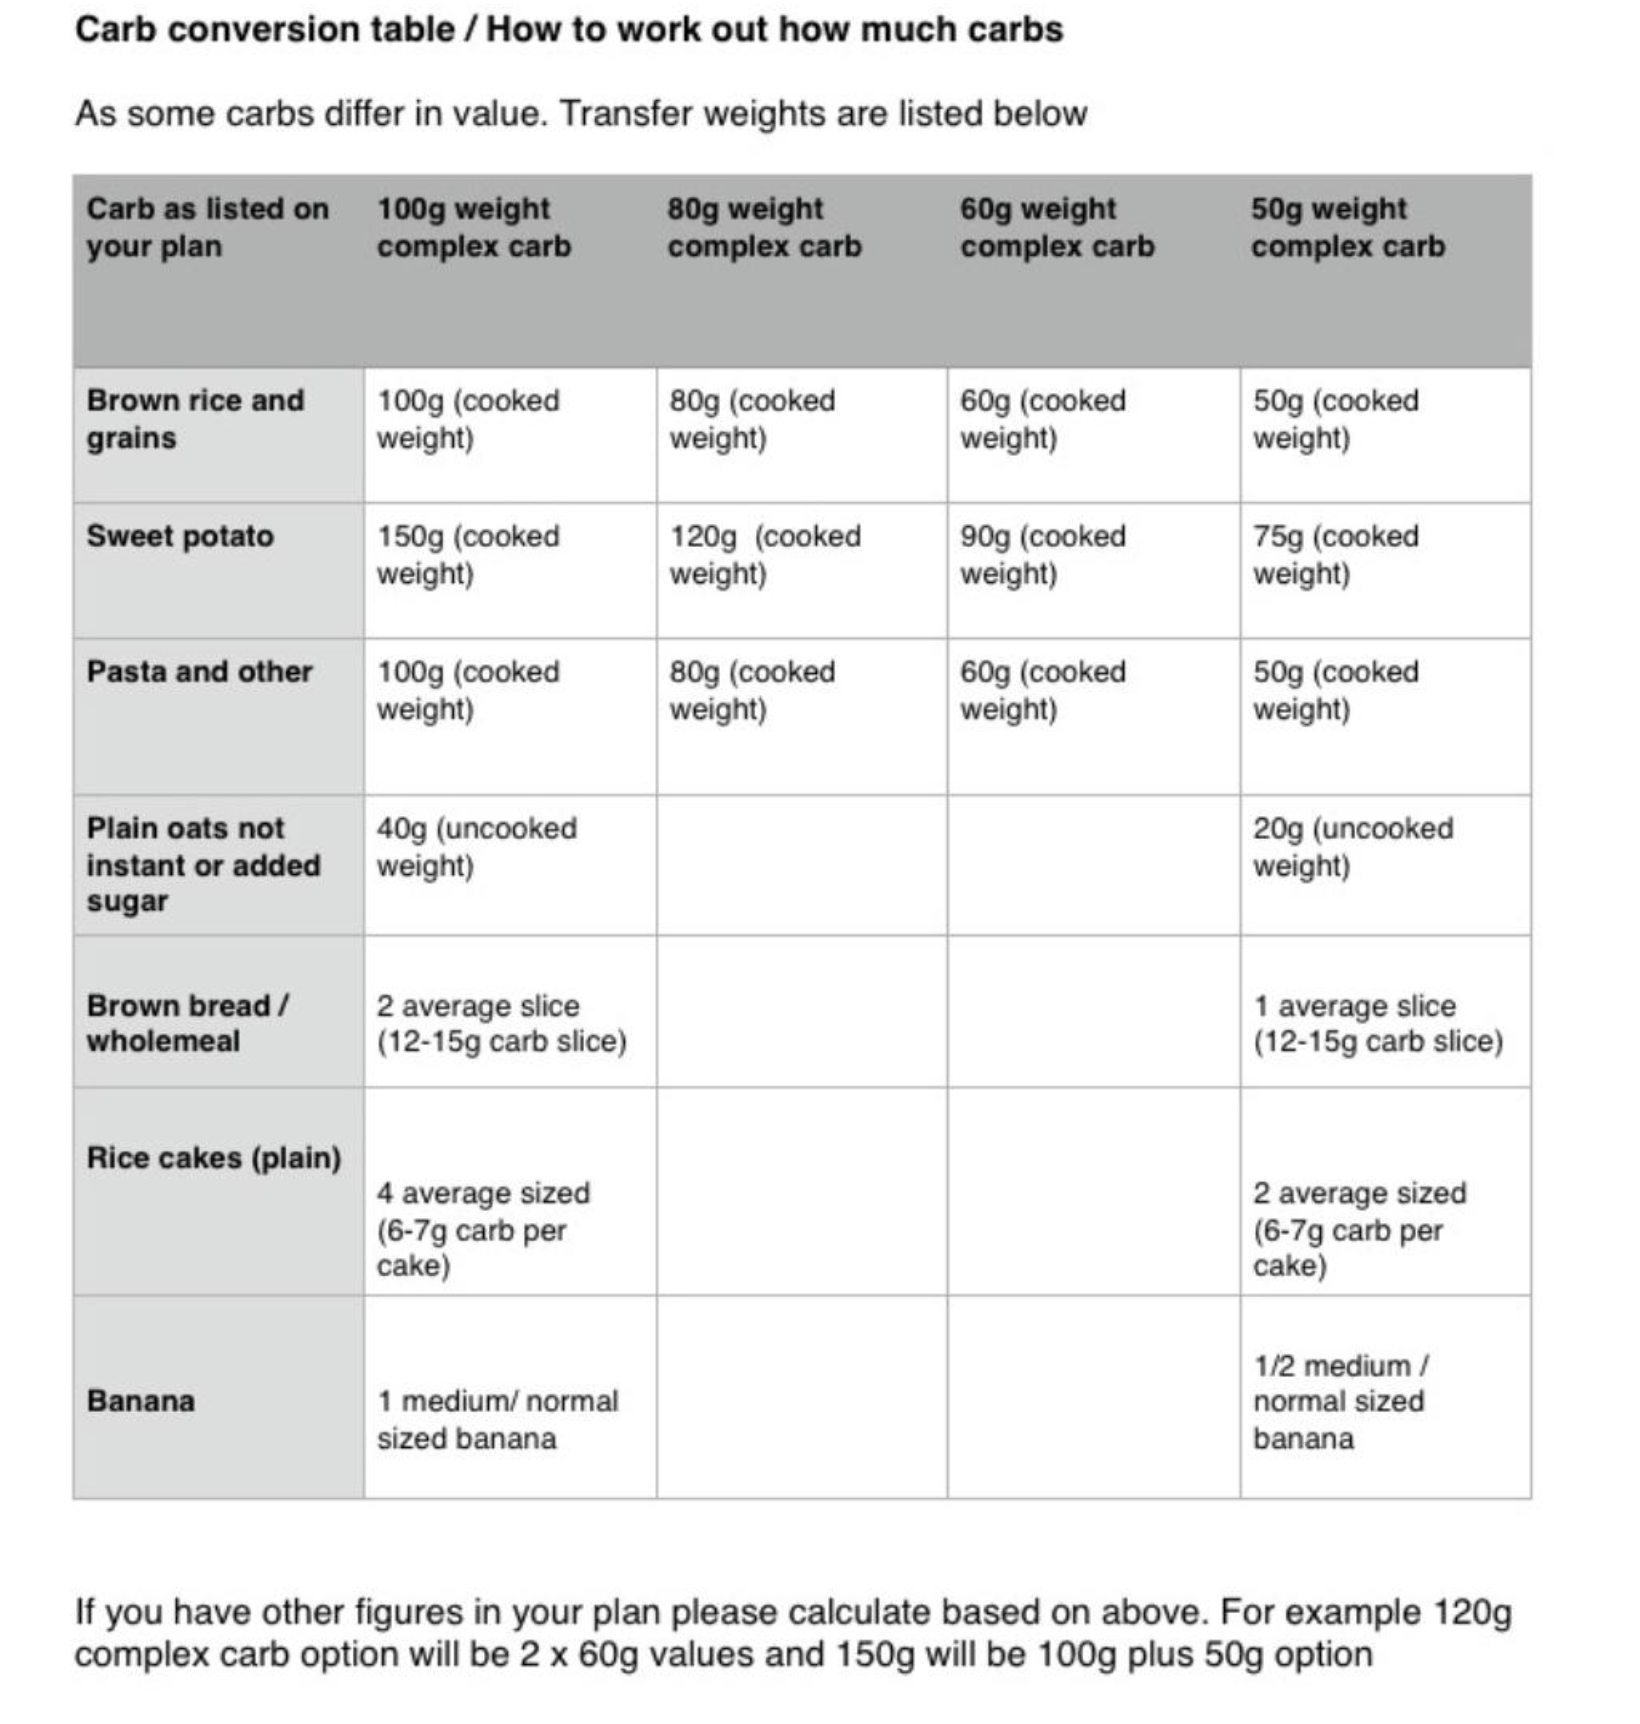 Carb conversion table / How to work out how much carbs
As some carbs differ in value. Transfer weights are listed below
Carb as listed on your plan | 100g weight complex carb | 80g weight complex carb | 60g weight complex carb | 50g weight complex carb
Brown rice and grains | 100g (cooked weight) | 80g (cooked weight) | 60g (cooked weight) | 50g (cooked weight)
Sweet potato | 150g (cooked weight) | 120g (cooked weight) | 90g (cooked weight) | 75g (cooked weight)
Pasta and other | 100g (cooked weight) | 80g (cooked weight) | 60g (cooked weight) | 50g (cooked weight)
Plain oats not instant or added sugar | 40g (uncooked weight) | | | 20g (uncooked weight)
Brown bread / wholemeal | 2 average slice (12-15g carb slice) | | | 1 average slice (12-15g carb slice)
Rice cakes (plain) | 4 average sized (6-7g carb per cake) | | | 2 average sized (6-7g carb per cake)
Banana | 1 medium/ normal sized banana | | | 1/2 medium / normal sized banana
If you have other figures in your plan please calculate based on above. For example 120g
complex carb option will be 2 x 60g values and 150g will be 100g plus 50g option